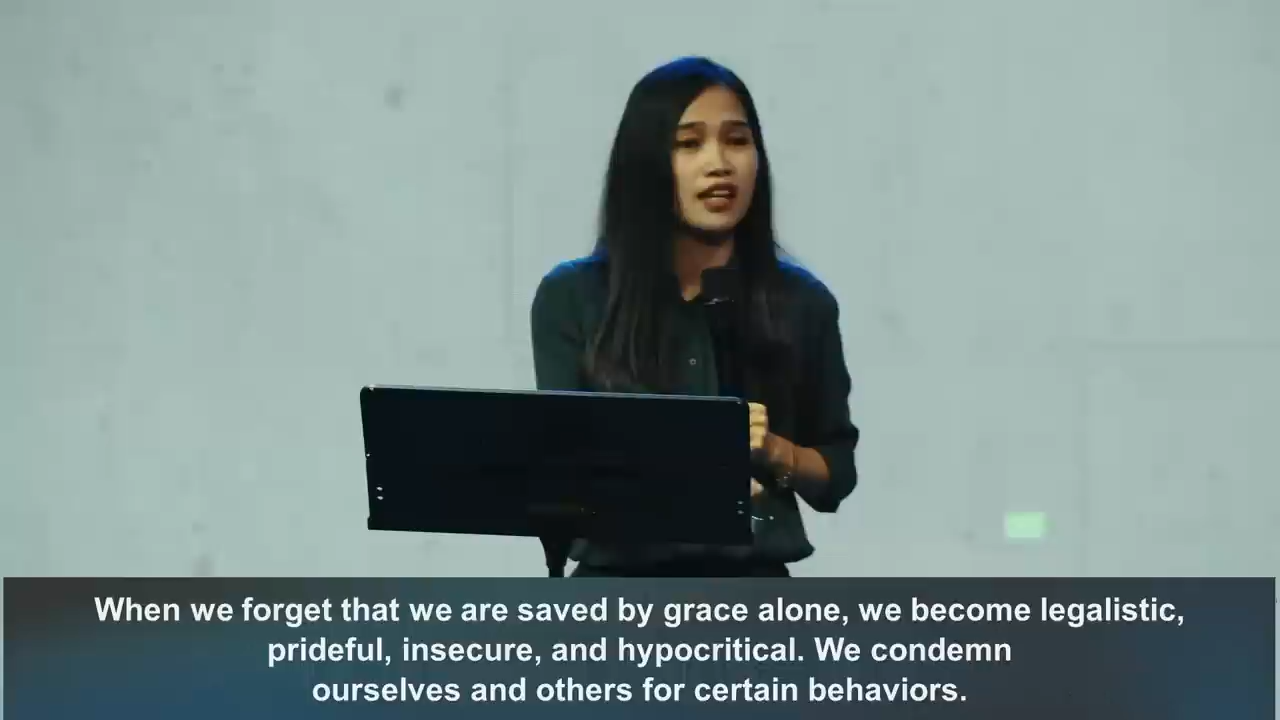 When we forget that we are saved by grace alone, we become legalistic,
prideful, insecure, and hypocritical. We condemn
ourselves and others for certain behaviors.